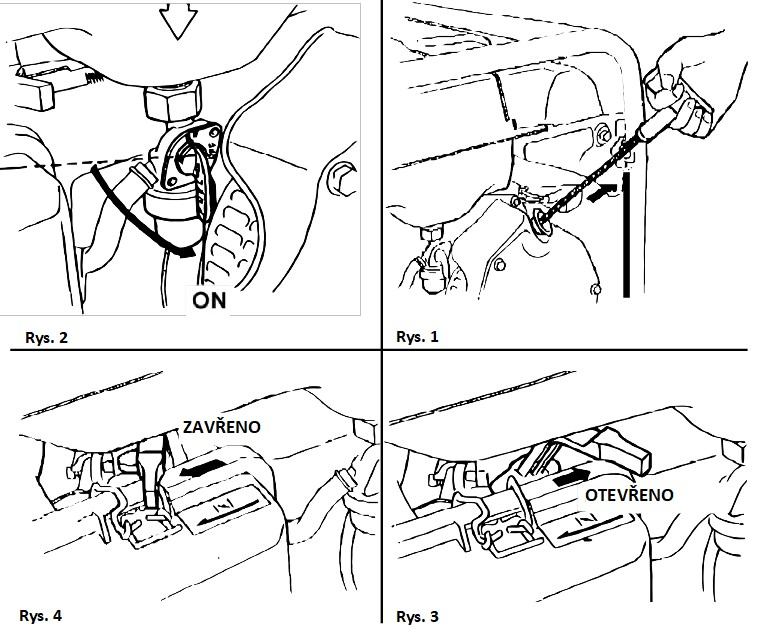 ON
Rys. 2
Rys. 1
ZAVŘENO
Rys. 4
OTEVŘENO
Rys. 3